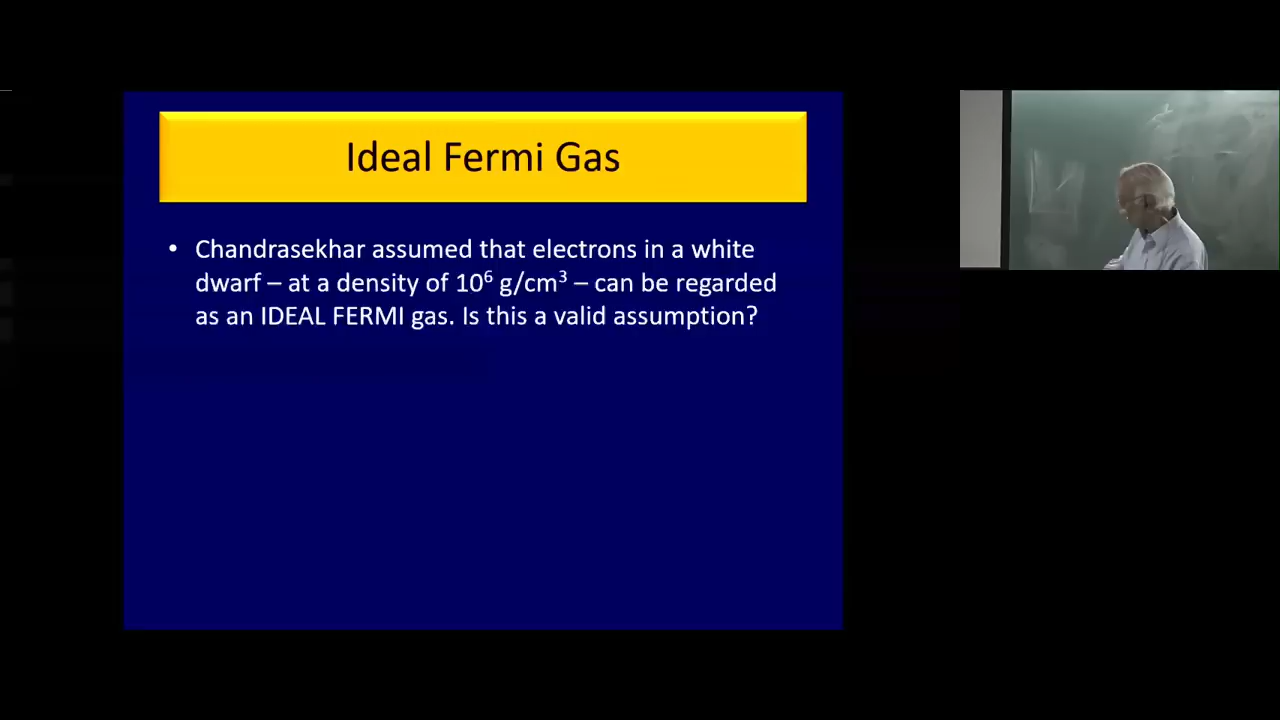 Ideal Fermi Gas
• Chandrasekhar assumed that electrons in a white
dwarf – at a density of 10⁶ g/cm³ – can be regarded
as an IDEAL FERMI gas. Is this a valid assumption?